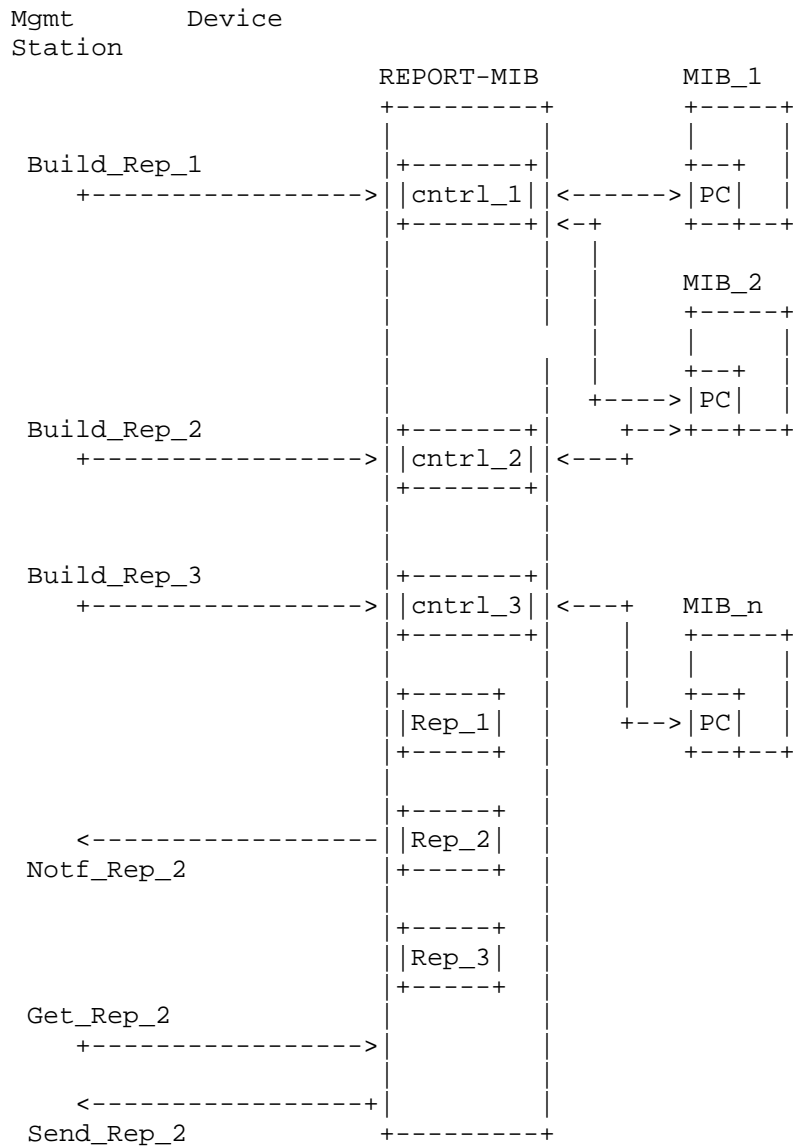 Mgmt Device
Station
REPORT-MIB MIB_1
Build_Rep_1
cntrl_1 PC
MIB_2
PC
Build_Rep_2
cntrl_2
Build_Rep_3
cntrl_3 MIB_n
Rep_1 PC
Rep_2
Notf_Rep_2
Rep_3
Get_Rep_2
Send_Rep_2